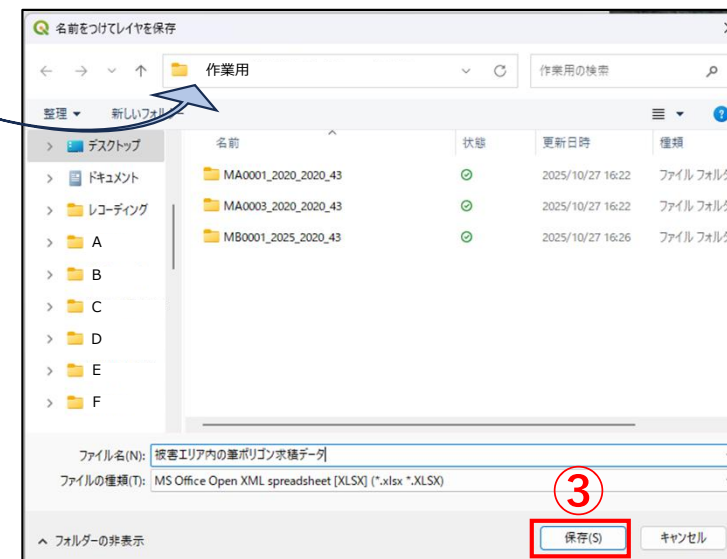 名前をつけてレイヤを保存
作業用
作業用の検索
整理
新しいフォルダー
名前
状態
更新日時
種類
デスクトップ
MA0001_2020_2020_43
2025/10/27 16:22
ファイル フォルダ
ドキュメント
MA0003_2020_2020_43
2025/10/27 16:22
ファイル フォルダ
レコーディング
MB0001_2025_2020_43
2025/10/27 16:26
ファイル フォルダ
A
B
C
D
E
F
ファイル名(N): 被害エリア内の筆ポリゴン求積データ
ファイルの種類(T): MS Office Open XML spreadsheet [XLSX] (*.xlsx *.XLSX)
③
フォルダーの非表示
保存(S)
キャンセル